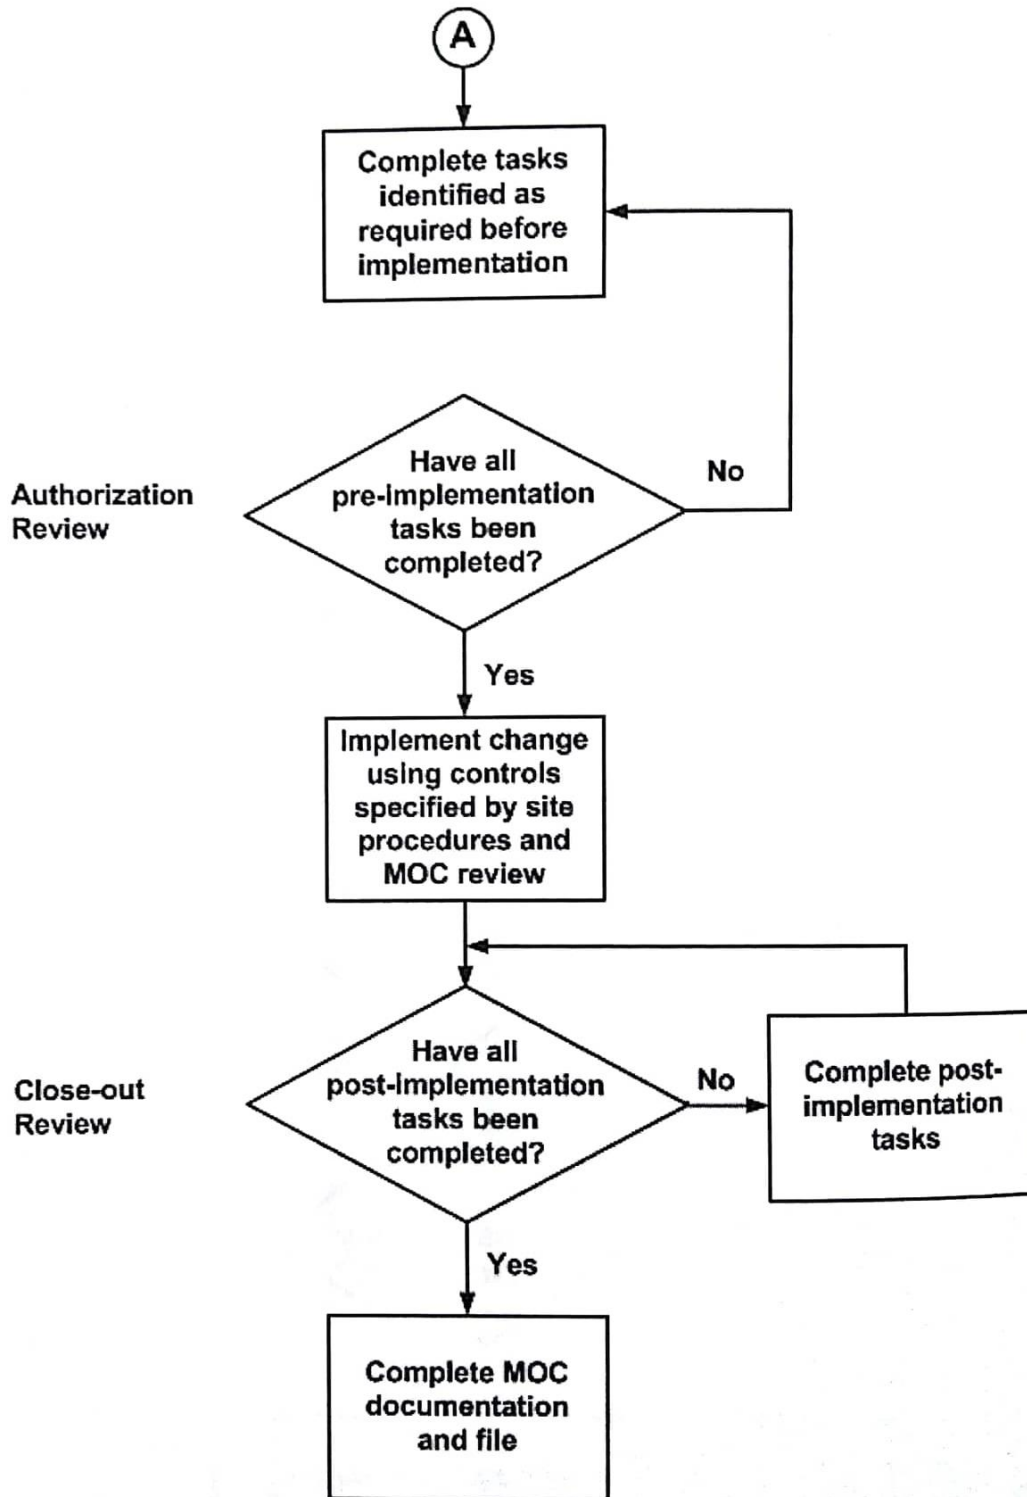 A
Complete tasks
identified as
required before
implementation
Have all
pre-implementation
tasks been
completed?
No
Authorization
Review
Yes
Implement change
using controls
specified by site
procedures and
MOC review
Have all
post-implementation
tasks been
completed?
No
Complete post-
implementation
tasks
Close-out
Review
Yes
Complete MOC
documentation
and file